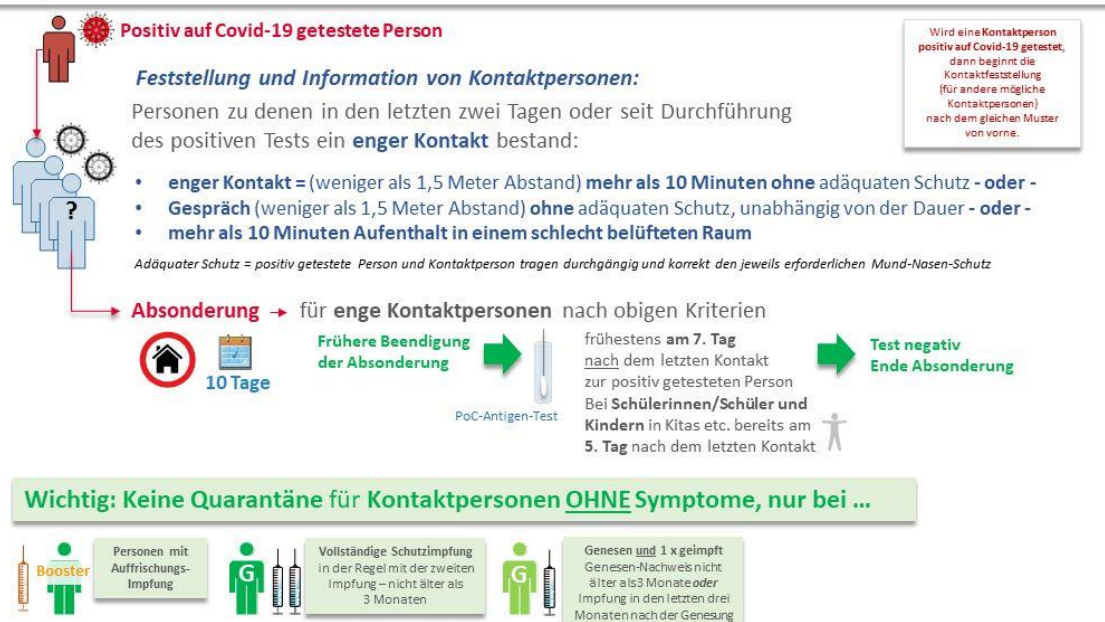 Positiv auf Covid-19 getestete Person
Wird eine Kontaktperson
positiv auf Covid-19 getestet,
dann beginnt die
Kontaktfeststellung
(für andere mögliche
Kontaktpersonen)
nach dem gleichen Muster
von vorne.
Feststellung und Information von Kontaktpersonen:
Personen zu denen in den letzten zwei Tagen oder seit Durchführung
des positiven Tests ein enger Kontakt bestand:
?
• enger Kontakt = (weniger als 1,5 Meter Abstand) mehr als 10 Minuten ohne adäquaten Schutz - oder -
• Gespräch (weniger als 1,5 Meter Abstand) ohne adäquaten Schutz, unabhängig von der Dauer - oder -
• mehr als 10 Minuten Aufenthalt in einem schlecht belüfteten Raum
Adäquater Schutz = positiv getestete Person und Kontaktperson tragen durchgängig und korrekt den jeweils erforderlichen Mund-Nasen-Schutz
Absonderung → für enge Kontaktpersonen nach obigen Kriterien
10 Tage
Frühere Beendigung
der Absonderung
PoC-Antigen-Test
frühestens am 7. Tag
nach dem letzten Kontakt
zur positiv getesteten Person
Bei Schülerinnen/Schüler und
Kindern in Kitas etc. bereits am
5. Tag nach dem letzten Kontakt
Test negativ
Ende Absonderung
Wichtig: Keine Quarantäne für Kontaktpersonen OHNE Symptome, nur bei ...
Booster
Personen mit
Auffrischungs-
Impfung
G
Vollständige Schutzimpfung
in der Regel mit der zweiten
Impfung – nicht älter als
3 Monaten
G
Genesen und 1 x geimpft
Genesen-Nachweis nicht
älter als 3 Monate oder
Impfung in den letzten drei
Monaten nach der Genesung